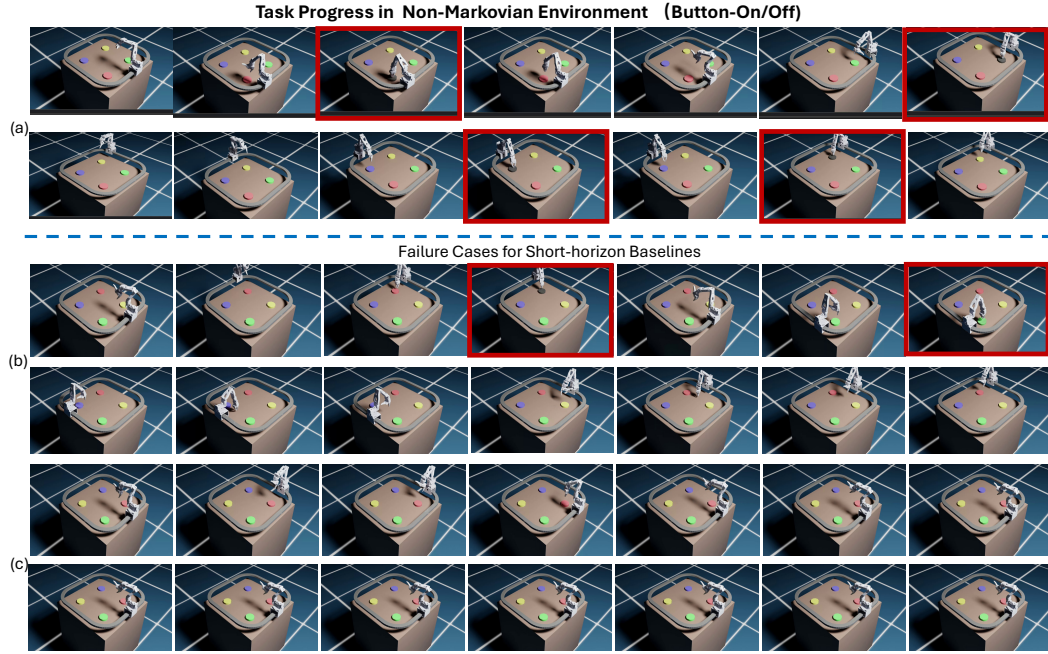 Task Progress in Non-Markovian Environment （Button-On/Off)
(a)
Failure Cases for Short-horizon Baselines
(b)
(c)